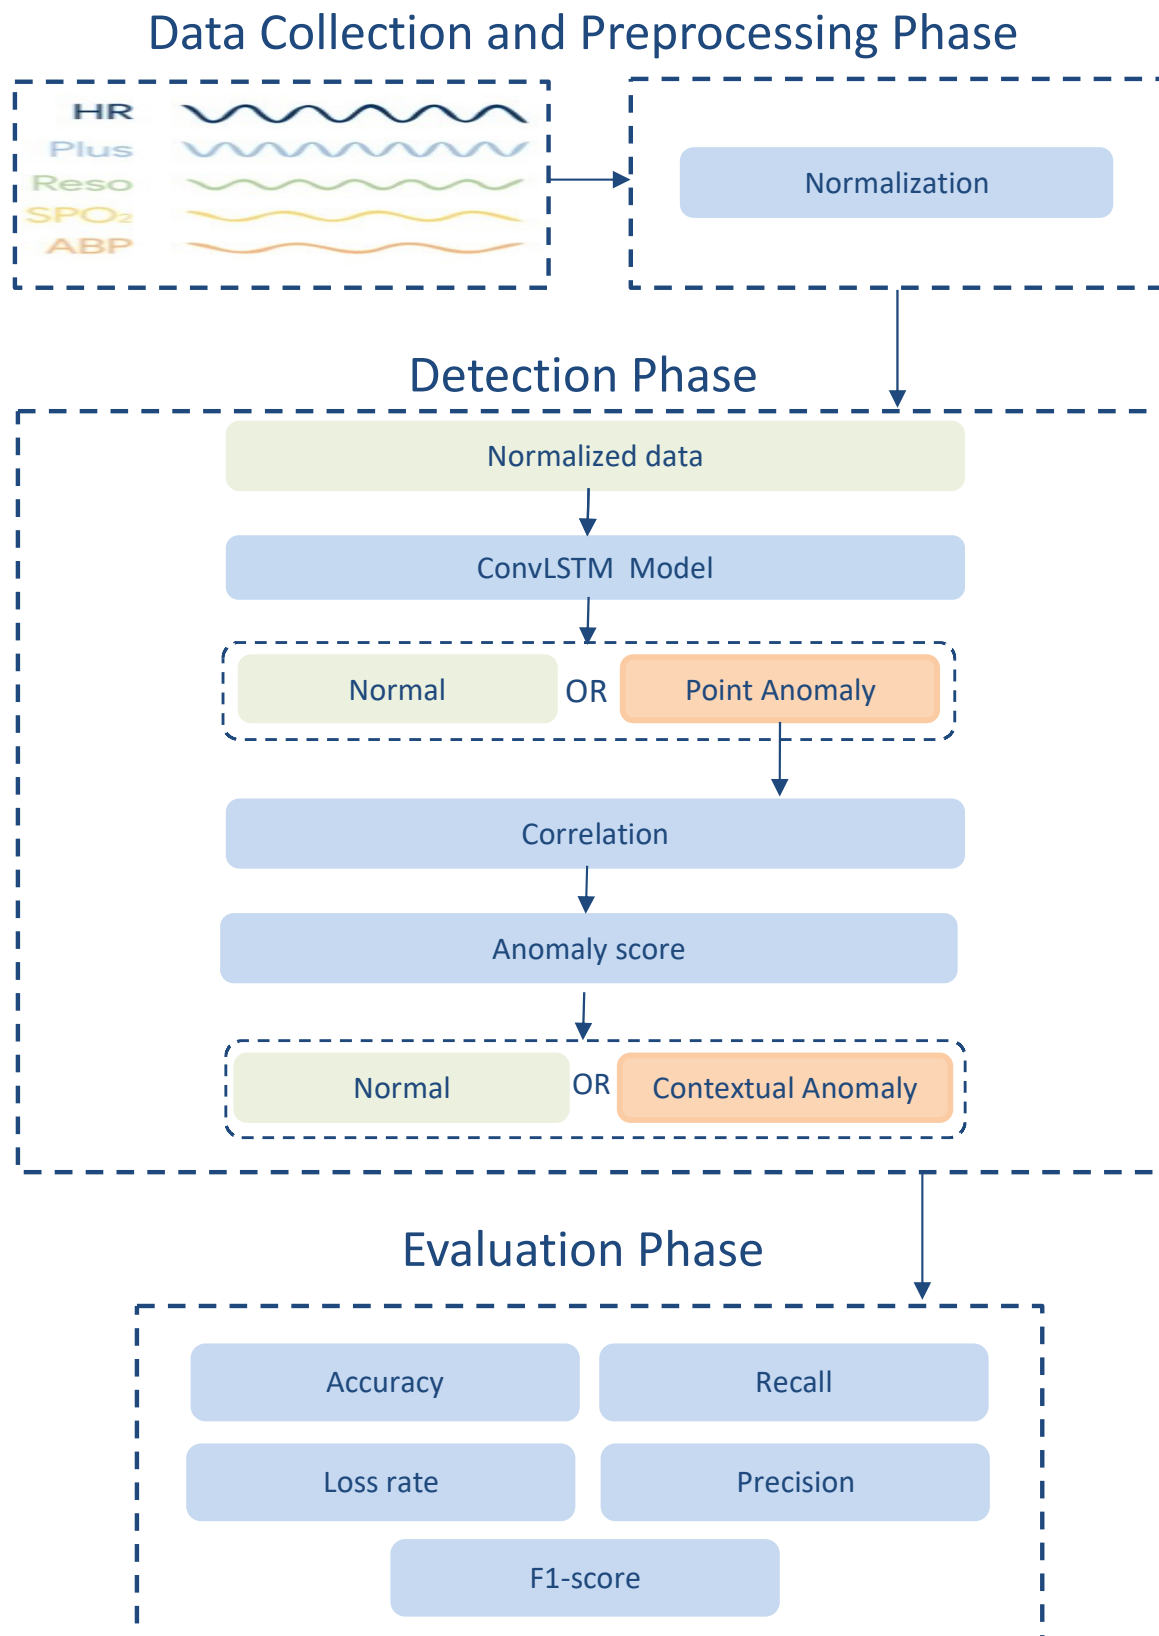 Data Collection and Preprocessing Phase
HR
Plus
Reso
SPO₂
ABP
Normalization
Detection Phase
Normalized data
ConvLSTM Model
Normal OR Point Anomaly
Correlation
Anomaly score
Normal OR Contextual Anomaly
Evaluation Phase
Accuracy Recall
Loss rate Precision
F1-score